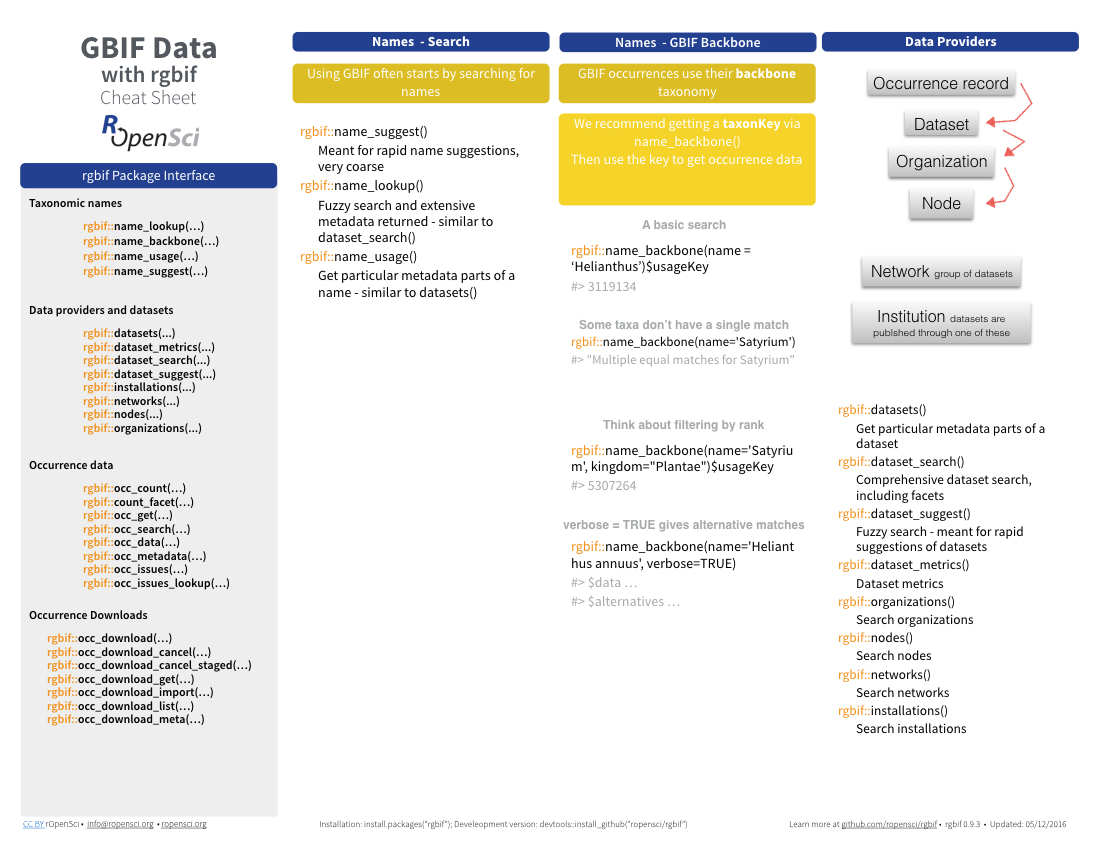 GBIF Data
with rgbif
Cheat Sheet
ROpenSci
rgbif Package Interface
Taxonomic names
rgbif::name_lookup(…)
rgbif::name_backbone(…)
rgbif::name_usage(…)
rgbif::name_suggest(…)
Data providers and datasets
rgbif::datasets(...)
rgbif::dataset_metrics(...)
rgbif::dataset_search(...)
rgbif::dataset_suggest(...)
rgbif::installations(...)
rgbif::networks(...)
rgbif::nodes(...)
rgbif::organizations(...)
Occurrence data
rgbif::occ_count(…)
rgbif::count_facet(…)
rgbif::occ_get(…)
rgbif::occ_search(…)
rgbif::occ_data(…)
rgbif::occ_metadata(…)
rgbif::occ_issues(…)
rgbif::occ_issues_lookup(…)
Occurrence Downloads
rgbif::occ_download(…)
rgbif::occ_download_cancel(…)
rgbif::occ_download_cancel_staged(…)
rgbif::occ_download_get(…)
rgbif::occ_download_import(…)
rgbif::occ_download_list(…)
rgbif::occ_download_meta(…)
Names - Search
Using GBIF often starts by searching for
names
rgbif::name_suggest()
Meant for rapid name suggestions,
very coarse
rgbif::name_lookup()
Fuzzy search and extensive
metadata returned - similar to
dataset_search()
rgbif::name_usage()
Get particular metadata parts of a
name - similar to datasets()
Names - GBIF Backbone
GBIF occurrences use their backbone
taxonomy
We recommend getting a taxonKey via
name_backbone()
Then use the key to get occurrence data
A basic search
rgbif::name_backbone(name =
‘Helianthus’)$usageKey
#> 3119134
Some taxa don’t have a single match
rgbif::name_backbone(name='Satyrium')
#> "Multiple equal matches for Satyrium"
Think about filtering by rank
rgbif::name_backbone(name='Satyriu
m', kingdom="Plantae")$usageKey
#> 5307264
verbose = TRUE gives alternative matches
rgbif::name_backbone(name='Heliant
hus annuus', verbose=TRUE)
#> $data …
#> $alternatives …
Data Providers
Occurrence record
Dataset
Organization
Node
Network group of datasets
Institution datasets are
publshed through one of these
rgbif::datasets()
Get particular metadata parts of a
dataset
rgbif::dataset_search()
Comprehensive dataset search,
including facets
rgbif::dataset_suggest()
Fuzzy search - meant for rapid
suggestions of datasets
rgbif::dataset_metrics()
Dataset metrics
rgbif::organizations()
Search organizations
rgbif::nodes()
Search nodes
rgbif::networks()
Search networks
rgbif::installations()
Search installations
CC BY rOpenSci • info@ropensci.org • ropensci.org
Installation: install.packages("rgbif"); Develeopment version: devtools::install_github("ropensci/rgbif")
Learn more at github.com/ropensci/rgbif • rgbif 0.9.3 • Updated: 05/12/2016